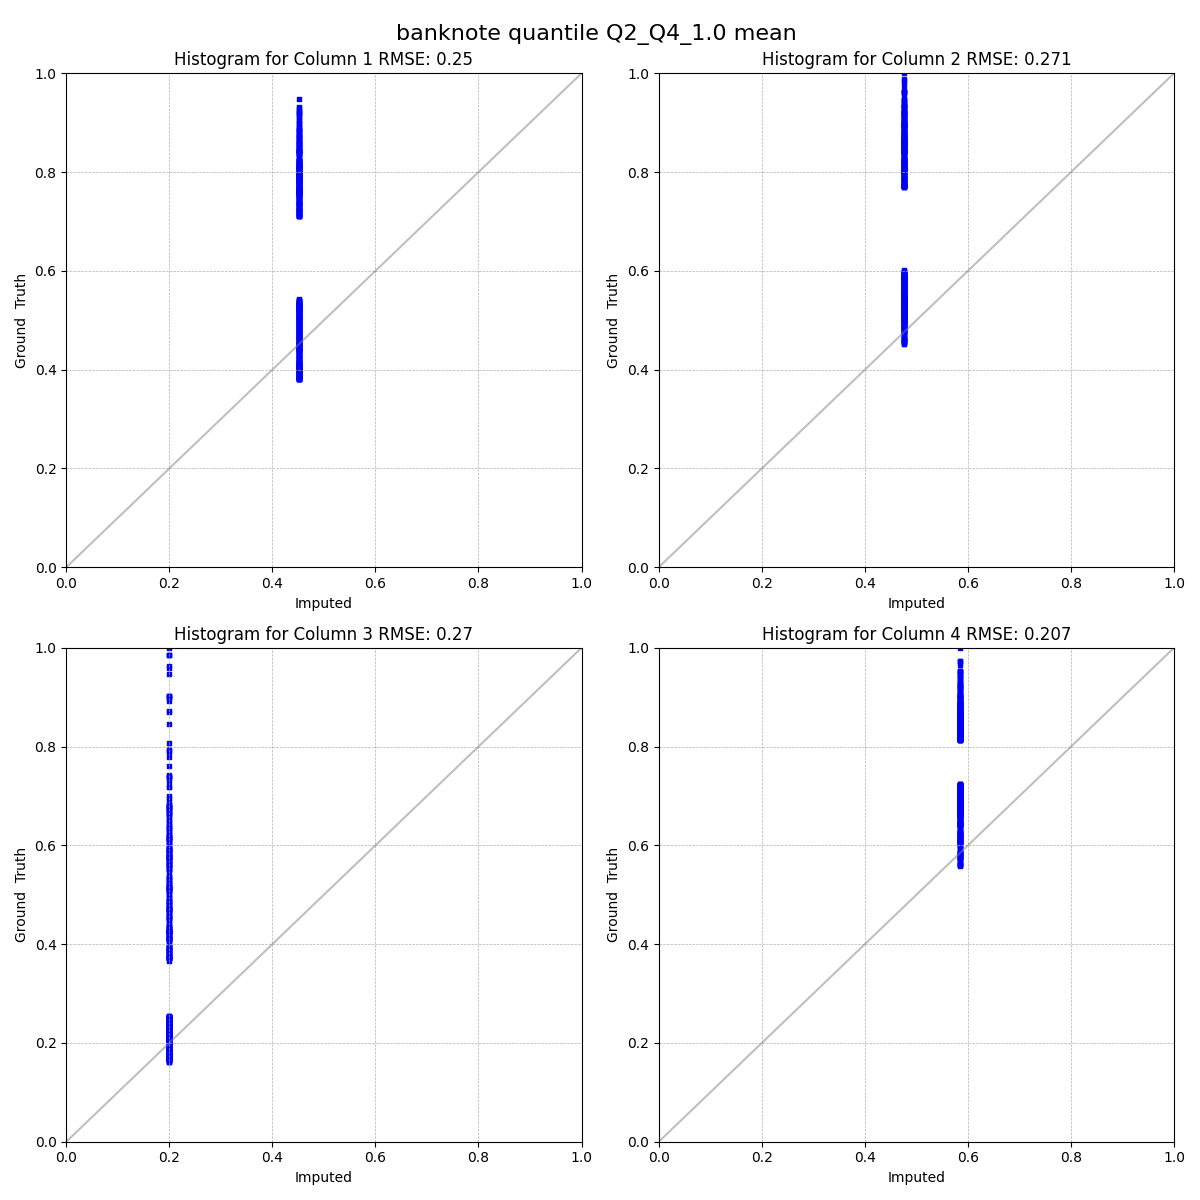 banknote quantile Q2_Q4_1.0 mean
Histogram for Column 1 RMSE: 0.25
1.0
0.8
0.6
0.4
0.2
0.0
Ground Truth
0.0 0.2 0.4 0.6 0.8 1.0
Imputed
Histogram for Column 2 RMSE: 0.271
1.0
0.8
0.6
0.4
0.2
0.0
Ground Truth
0.0 0.2 0.4 0.6 0.8 1.0
Imputed
Histogram for Column 3 RMSE: 0.27
1.0
0.8
0.6
0.4
0.2
0.0
Ground Truth
0.0 0.2 0.4 0.6 0.8 1.0
Imputed
Histogram for Column 4 RMSE: 0.207
1.0
0.8
0.6
0.4
0.2
0.0
Ground Truth
0.0 0.2 0.4 0.6 0.8 1.0
Imputed